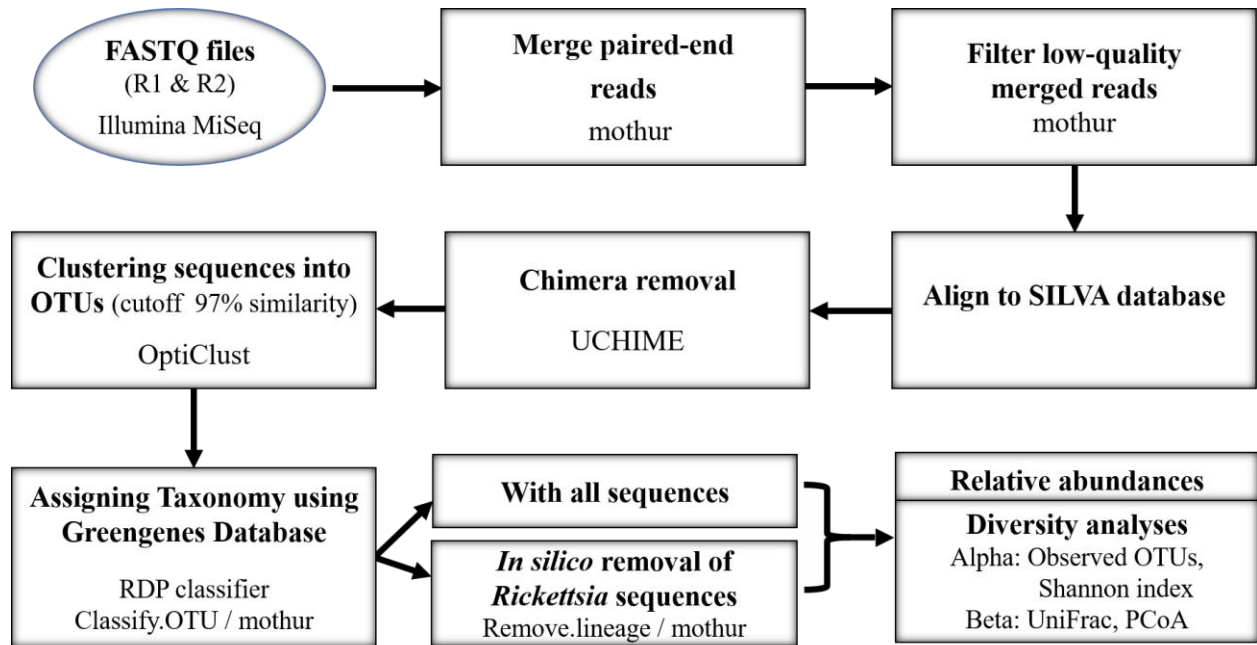 FASTQ files
(R1 & R2)
Illumina MiSeq
Merge paired-end
reads
mothur
Filter low-quality
merged reads
mothur
Align to SILVA database
Chimera removal
UCHIME
Clustering sequences into
OTUs (cutoff 97% similarity)
OptiClust
Assigning Taxonomy using
Greengenes Database
RDP classifier
Classify.OTU / mothur
With all sequences
In silico removal of
Rickettsia sequences
Remove.lineage / mothur
Relative abundances
Diversity analyses
Alpha: Observed OTUs,
Shannon index
Beta: UniFrac, PCoA